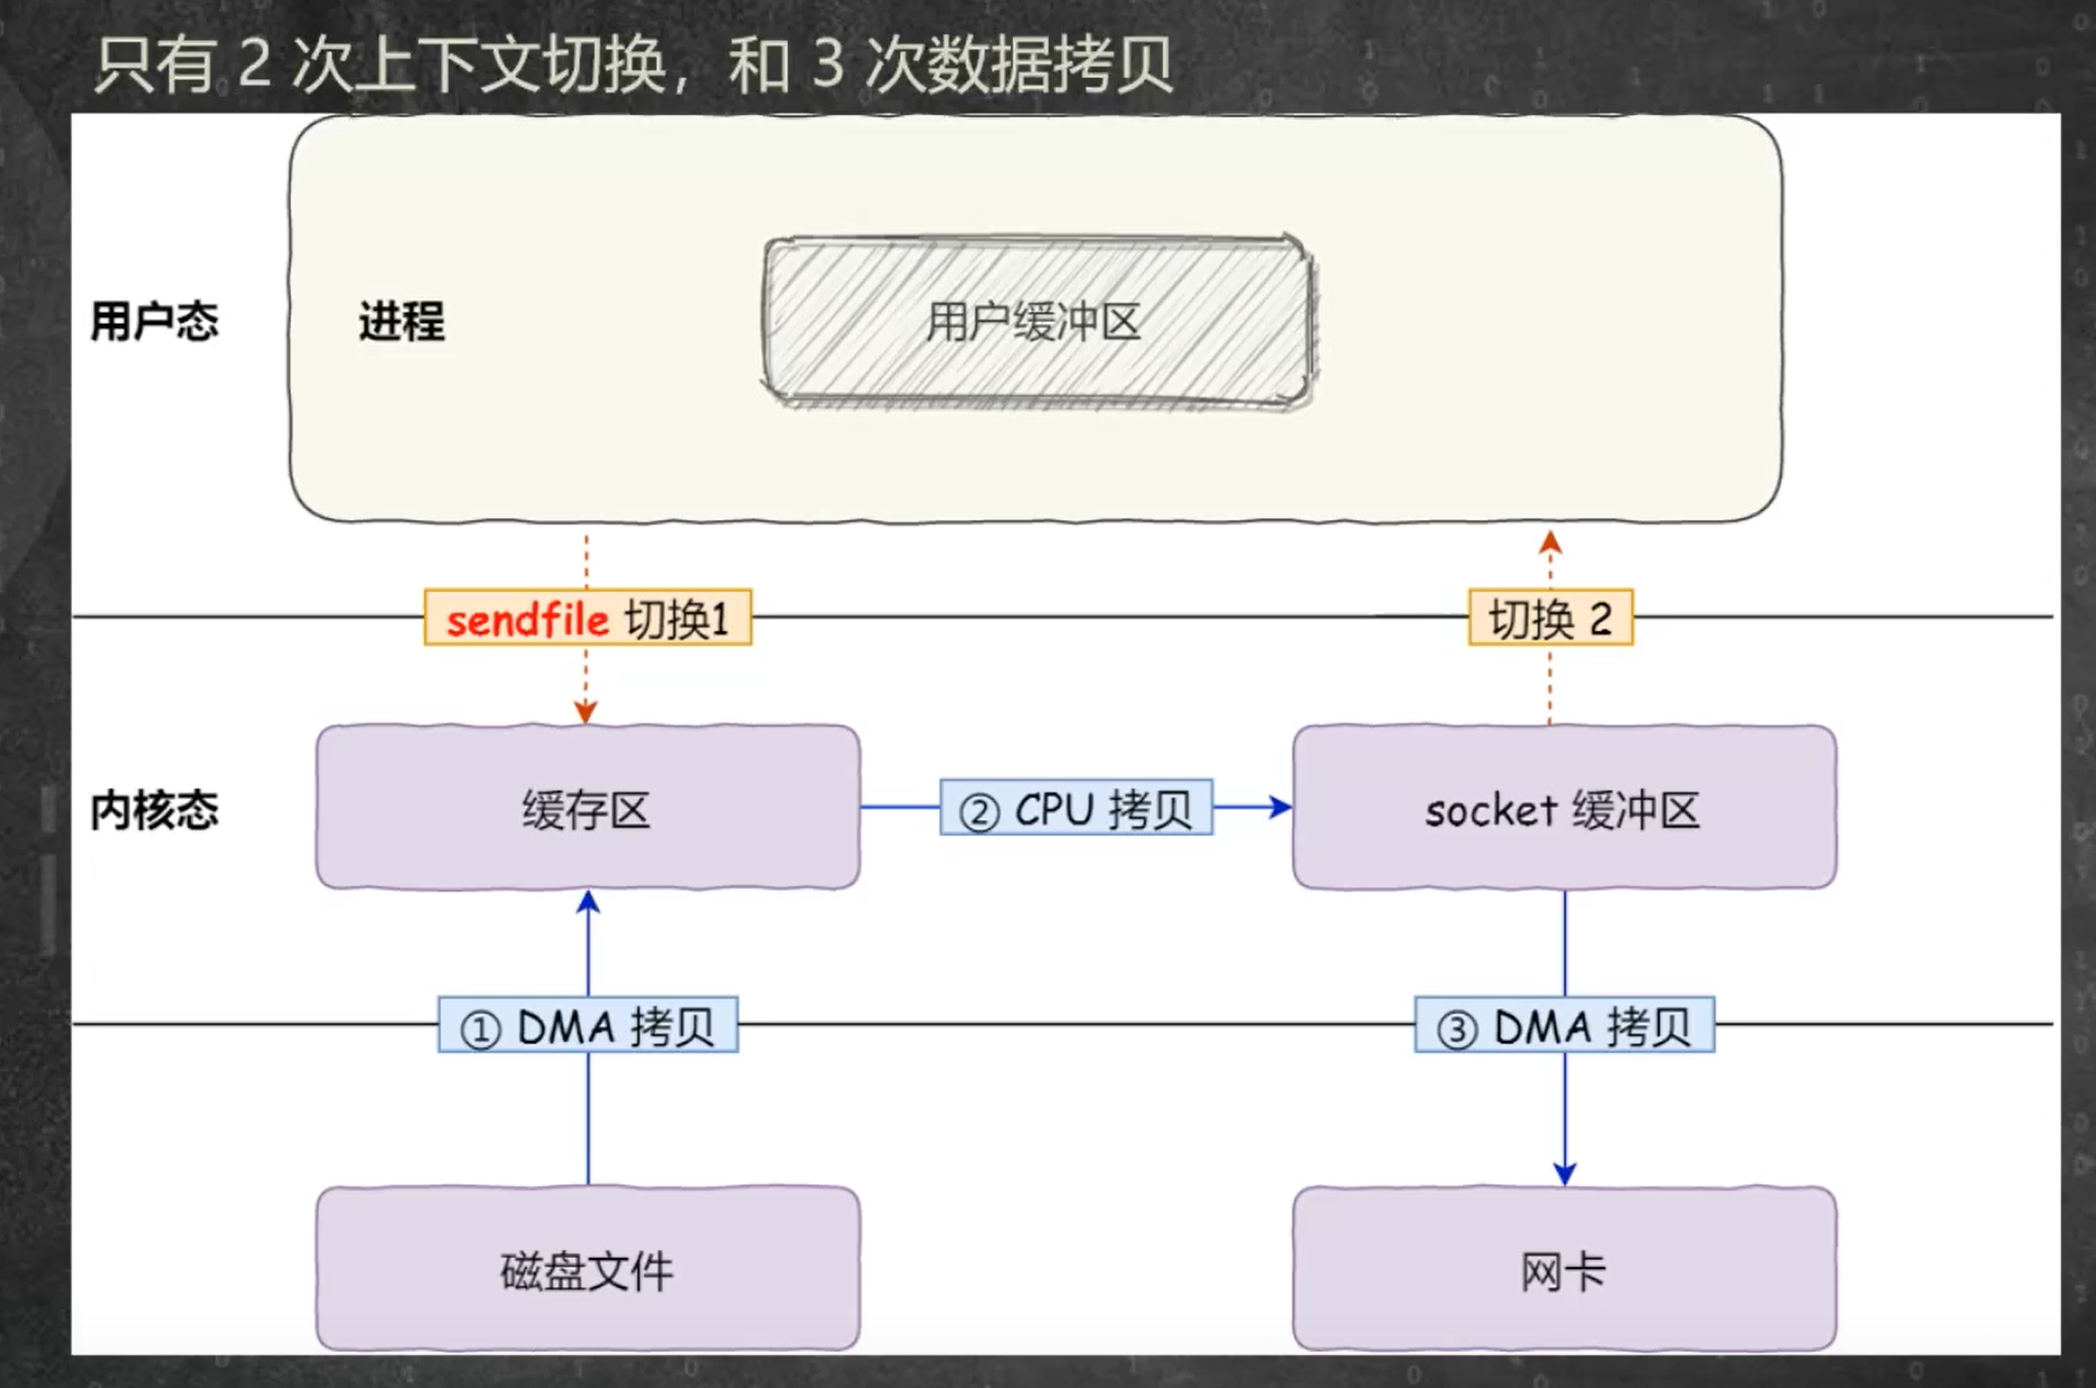 只有 2 次上下文切换，和 3 次数据拷贝
用户态
进程
用户缓冲区
sendfile 切换1
切换 2
内核态
缓存区
② CPU 拷贝
socket 缓冲区
① DMA 拷贝
③ DMA 拷贝
磁盘文件
网卡